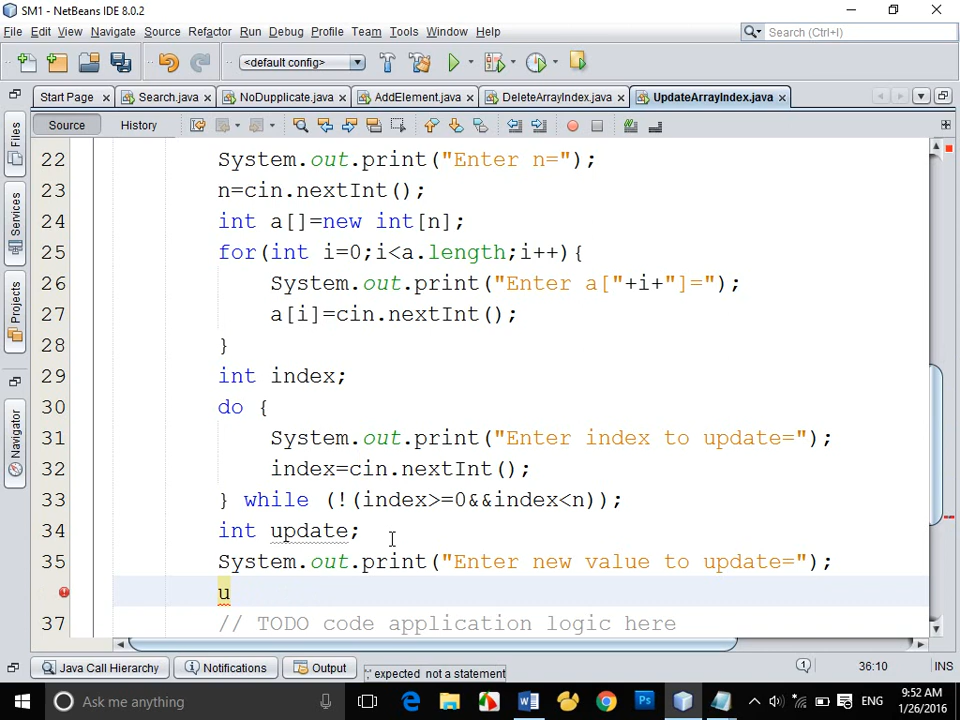 SM1 - NetBeans IDE 8.0.2
File Edit View Navigate Source Refactor Run Debug Profile Team Tools Window Help
Search (Ctrl+I)
<default config>
Start Page Search.java NoDupplicate.java AddElement.java DeleteArrayIndex.java UpdateArrayIndex.java
Source History
Files
Services
Projects
Navigator
22 System.out.print("Enter n=");
23 n=cin.nextInt();
24 int a[]=new int[n];
25 for(int i=0;i<a.length;i++){
26 System.out.print("Enter a["+i+"]=");
27 a[i]=cin.nextInt();
28 }
29 int index;
30 do {
31 System.out.print("Enter index to update=");
32 index=cin.nextInt();
33 } while (!(index>=0&&index<n));
34 int update;
35 System.out.print("Enter new value to update=");
u
37 // TODO code application logic here
Java Call Hierarchy Notifications Output ';' expected not a statement 1 36:10 INS
Ask me anything
ENG
9:52 AM
1/26/2016